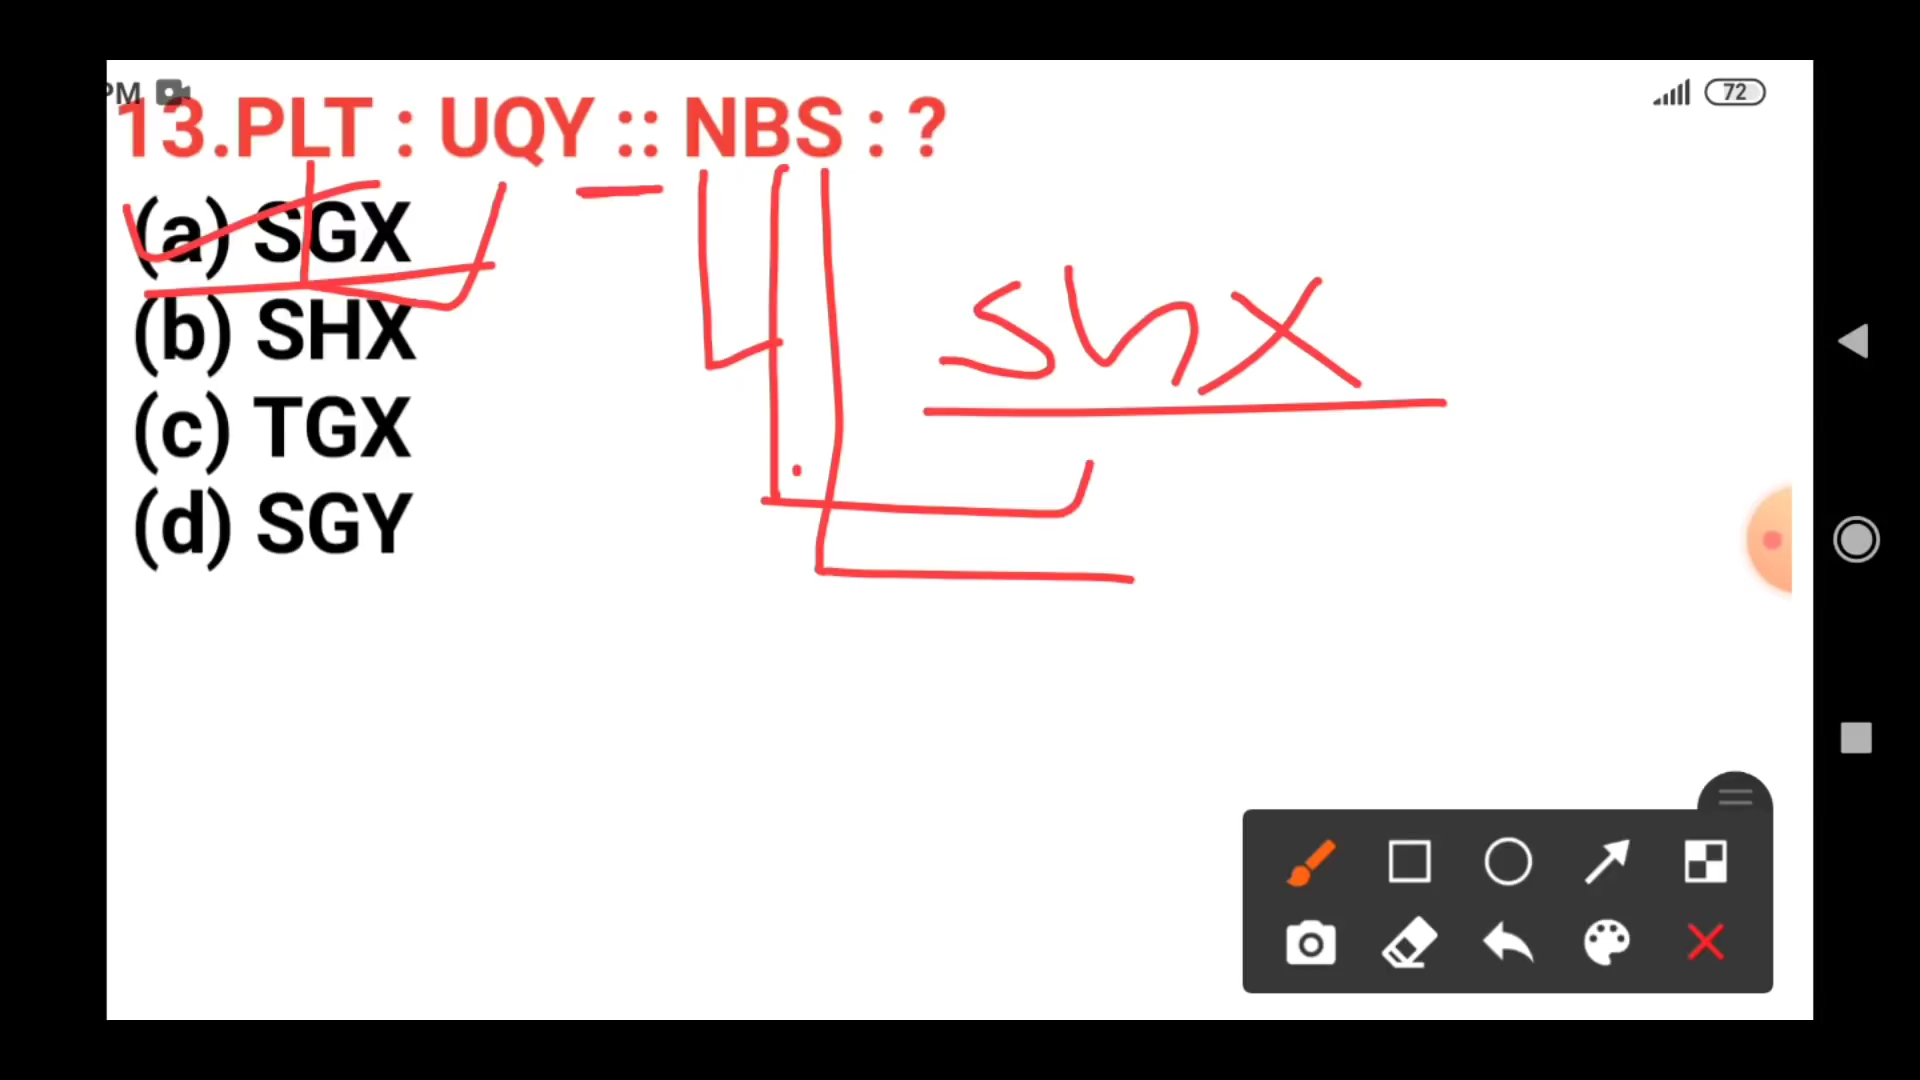 PM
72
13.PLT : UQY :: NBS : ?
(a) SGX
(b) SHX
(c) TGX
(d) SGY
shx